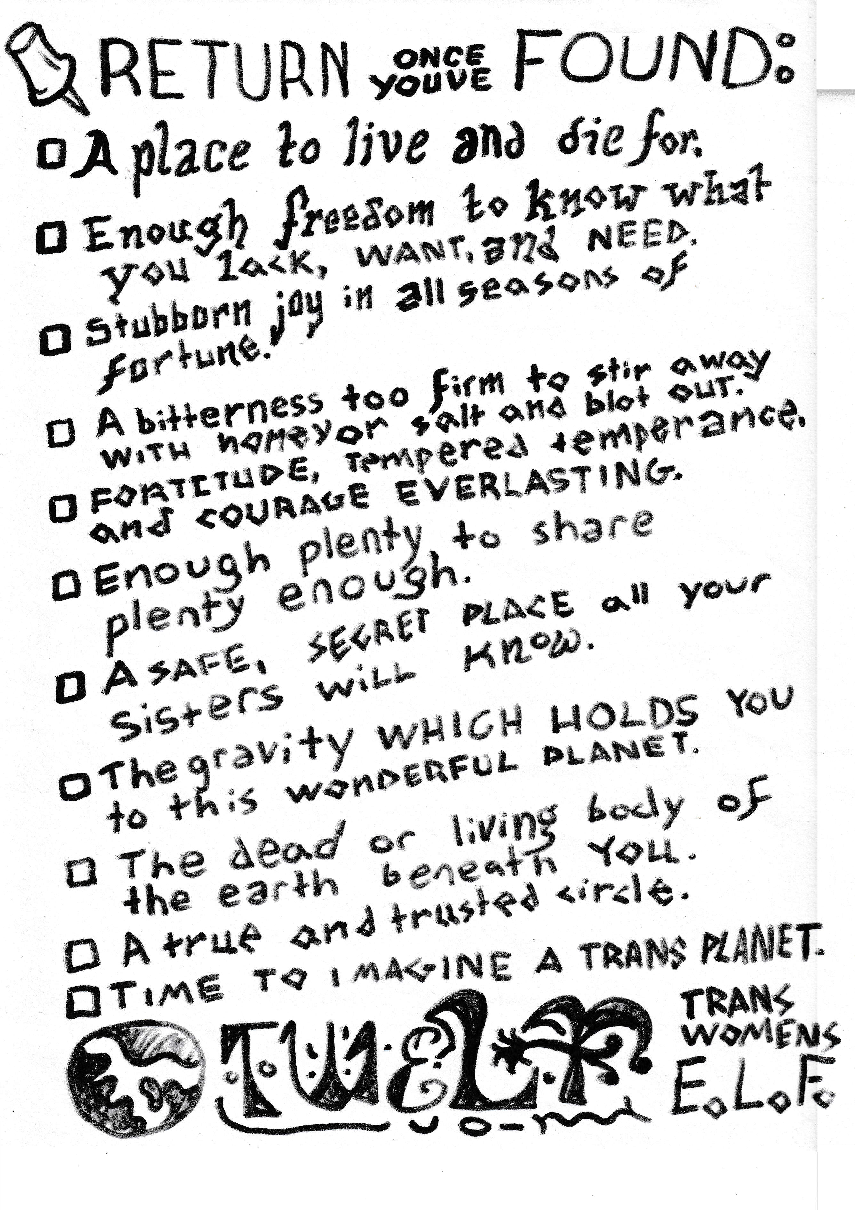 RETURN ONCE YOUVE FOUND:
A place to live and die for.
Enough freedom to know what
you lack, WANT, and NEED.
Stubborn joy in all seasons of
fortune.
A bitterness too firm to stir away
WITH honey or salt and blot out.
FORTITUDE, Tempered temperance,
and COURAGE EVERLASTING.
Enough plenty to share
plenty enough.
A SAFE, SECRET PLACE all your
Sisters will know.
The gravity WHICH HOLDS YOU
to this WONDERFUL PLANET.
The dead or living body of
the earth beneath YOU.
A true and trusted circle.
TIME TO IMAGINE A TRANS PLANET.
TWELF
TRANS
WOMENS
E.L.F.